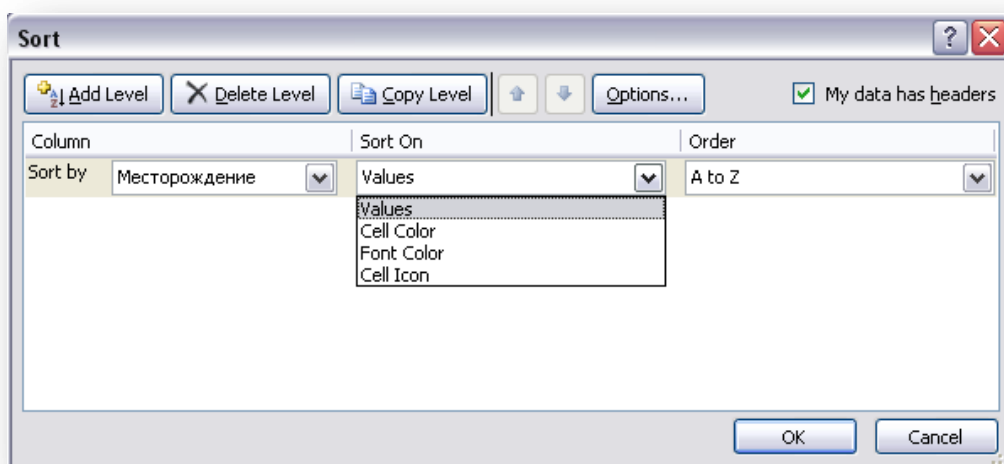 Sort
?
Add Level Delete Level Copy Level Options... My data has headers
Column Sort On Order
Sort by Месторождение Values A to Z
Values
Cell Color
Font Color
Cell Icon
OK Cancel